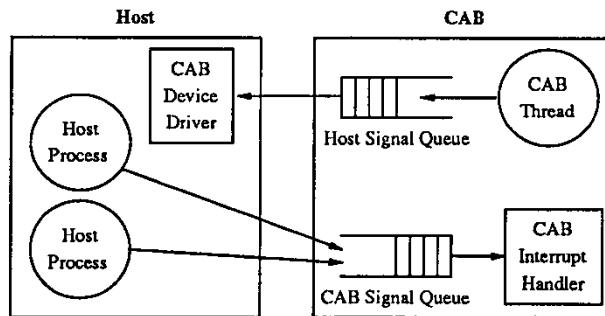 Host
CAB
CAB
Device
Driver
CAB
Thread
Host Signal Queue
Host
Process
Host
Process
CAB
Interrupt
Handler
CAB Signal Queue